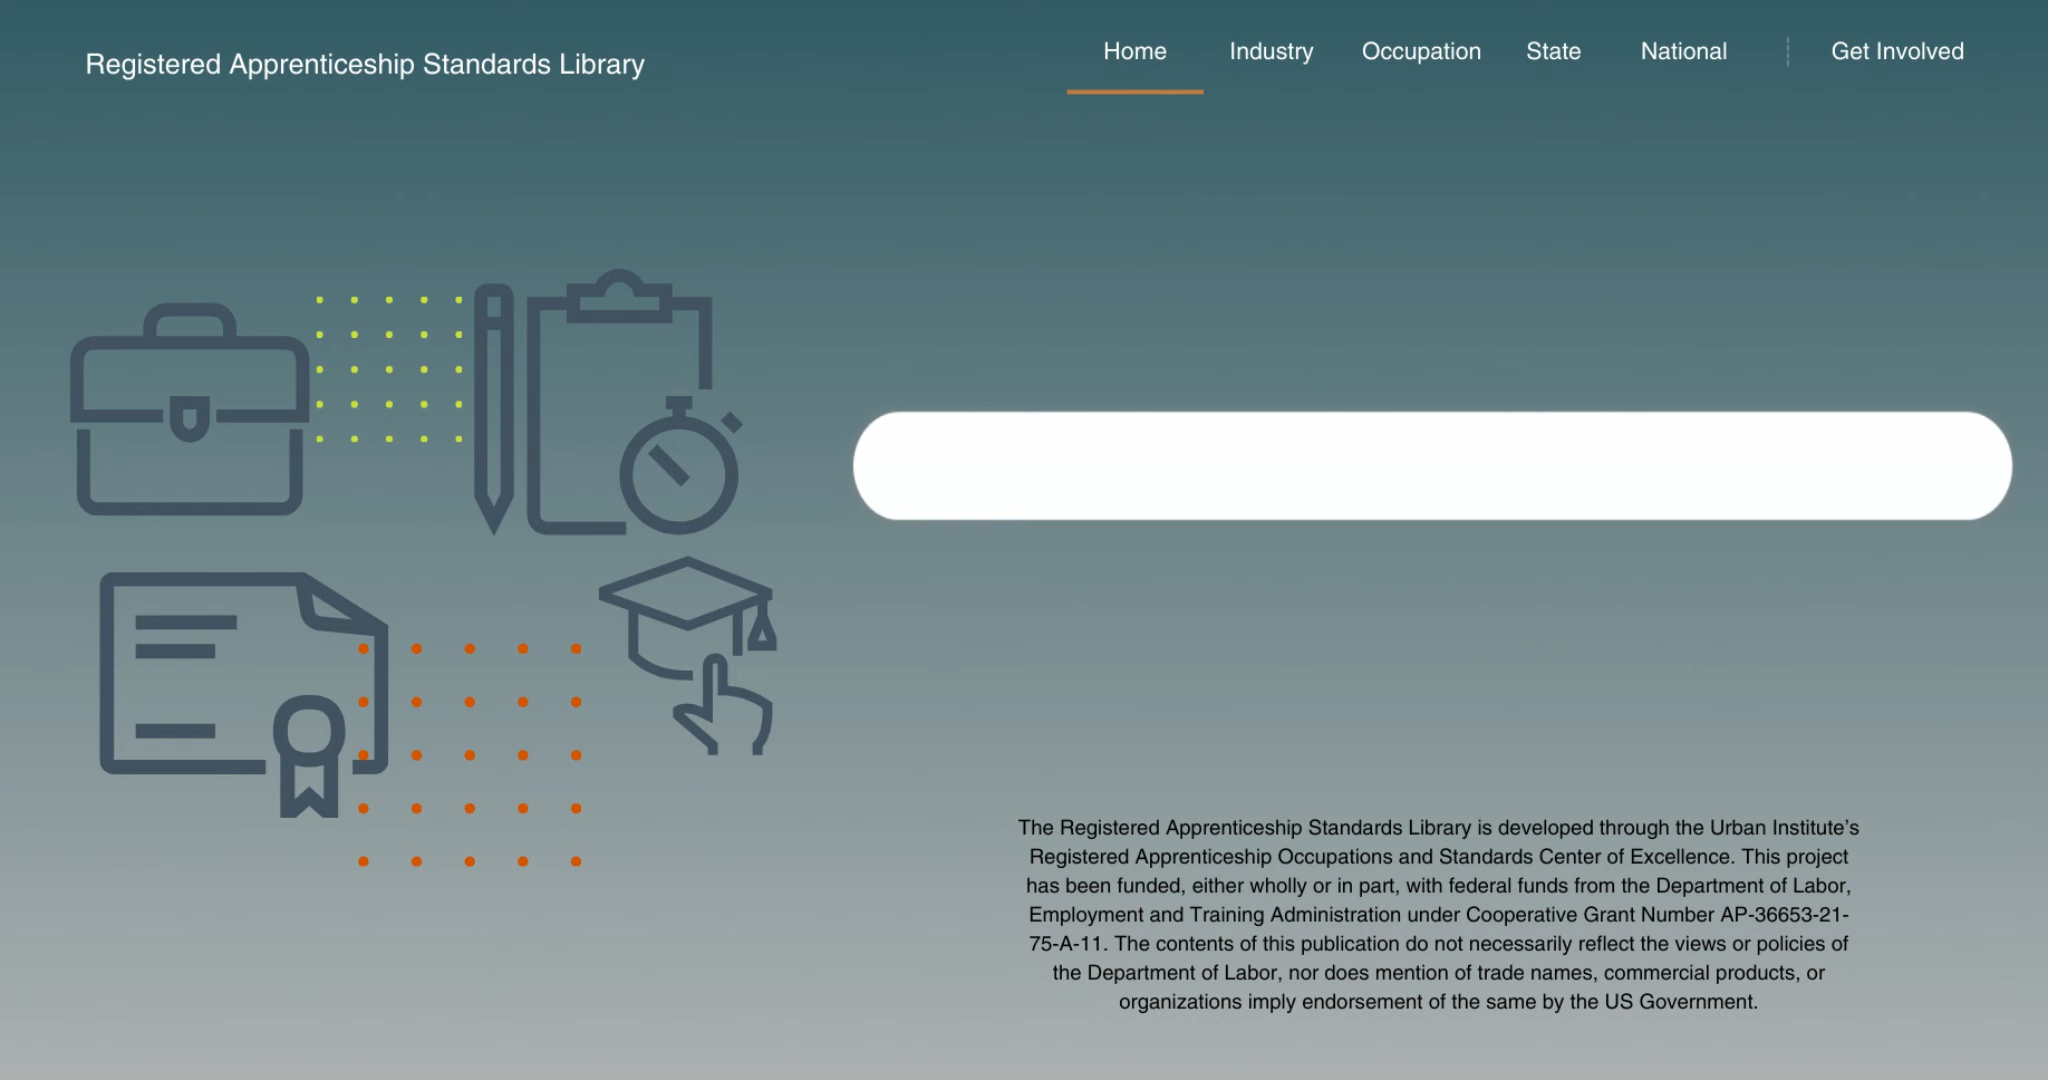 Registered Apprenticeship Standards Library
Home Industry Occupation State National Get Involved
The Registered Apprenticeship Standards Library is developed through the Urban Institute’s
Registered Apprenticeship Occupations and Standards Center of Excellence. This project
has been funded, either wholly or in part, with federal funds from the Department of Labor,
Employment and Training Administration under Cooperative Grant Number AP-36653-21-
75-A-11. The contents of this publication do not necessarily reflect the views or policies of
the Department of Labor, nor does mention of trade names, commercial products, or
organizations imply endorsement of the same by the US Government.